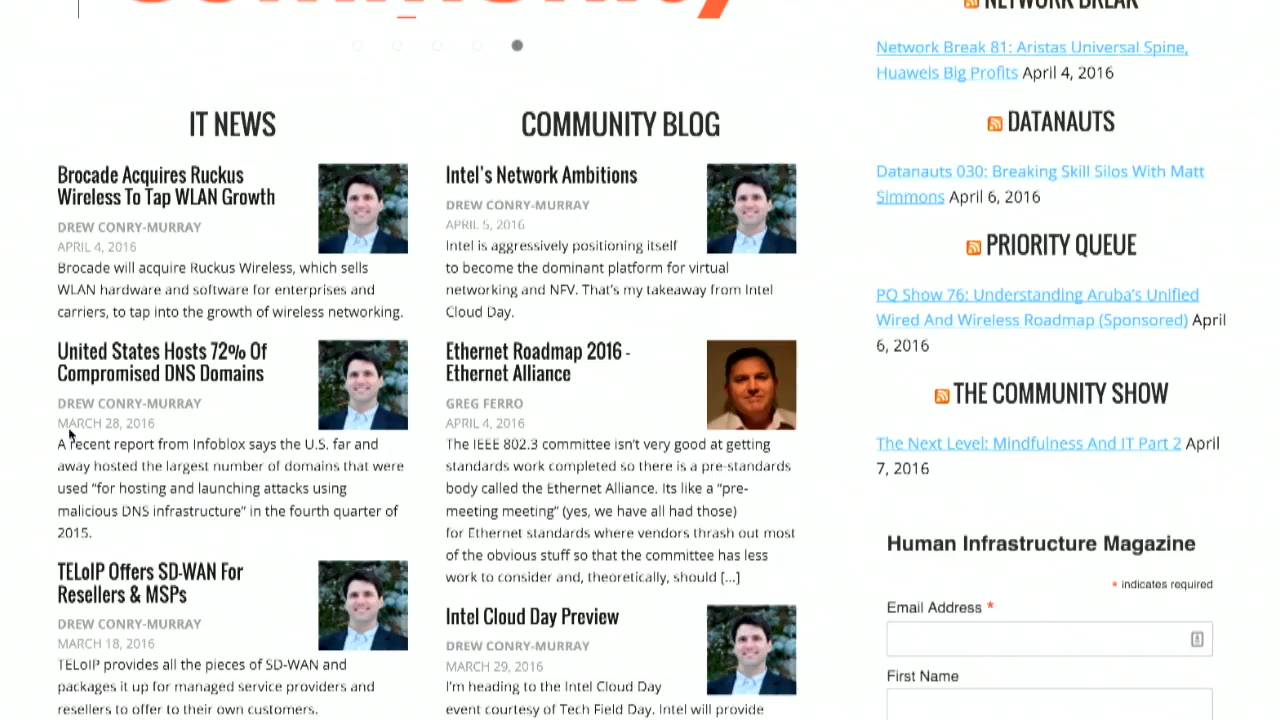 Community
IT NEWS
Brocade Acquires Ruckus
Wireless To Tap WLAN Growth
DREW CONRY-MURRAY
APRIL 4, 2016
Brocade will acquire Ruckus Wireless, which sells
WLAN hardware and software for enterprises and
carriers, to tap into the growth of wireless networking.
United States Hosts 72% Of
Compromised DNS Domains
DREW CONRY-MURRAY
MARCH 28, 2016
A recent report from Infoblox says the U.S. far and
away hosted the largest number of domains that were
used “for hosting and launching attacks using
malicious DNS infrastructure” in the fourth quarter of
2015.
TELoIP Offers SD-WAN For
Resellers & MSPs
DREW CONRY-MURRAY
MARCH 18, 2016
TELoIP provides all the pieces of SD-WAN and
packages it up for managed service providers and
resellers to offer to their own customers.
COMMUNITY BLOG
Intel's Network Ambitions
DREW CONRY-MURRAY
APRIL 5, 2016
Intel is aggressively positioning itself
to become the dominant platform for virtual
networking and NFV. That’s my takeaway from Intel
Cloud Day.
Ethernet Roadmap 2016 -
Ethernet Alliance
GREG FERRO
APRIL 4, 2016
The IEEE 802.3 committee isn’t very good at getting
standards work completed so there is a pre-standards
body called the Ethernet Alliance. Its like a “pre-
meeting meeting” (yes, we have all had those)
for Ethernet standards where vendors thrash out most
of the obvious stuff so that the committee has less
work to consider and, theoretically, should [...]
Intel Cloud Day Preview
DREW CONRY-MURRAY
MARCH 29, 2016
I’m heading to the Intel Cloud Day
event courtesy of Tech Field Day. Intel will provide
NETWORK BREAK
Network Break 81: Aristas Universal Spine,
Huaweis Big Profits April 4, 2016
DATANAUTS
Datanauts 030: Breaking Skill Silos With Matt
Simmons April 6, 2016
PRIORITY QUEUE
PQ Show 76: Understanding Aruba’s Unified
Wired And Wireless Roadmap (Sponsored) April
6, 2016
THE COMMUNITY SHOW
The Next Level: Mindfulness And IT Part 2 April
7, 2016
Human Infrastructure Magazine
* indicates required
Email Address *
First Name